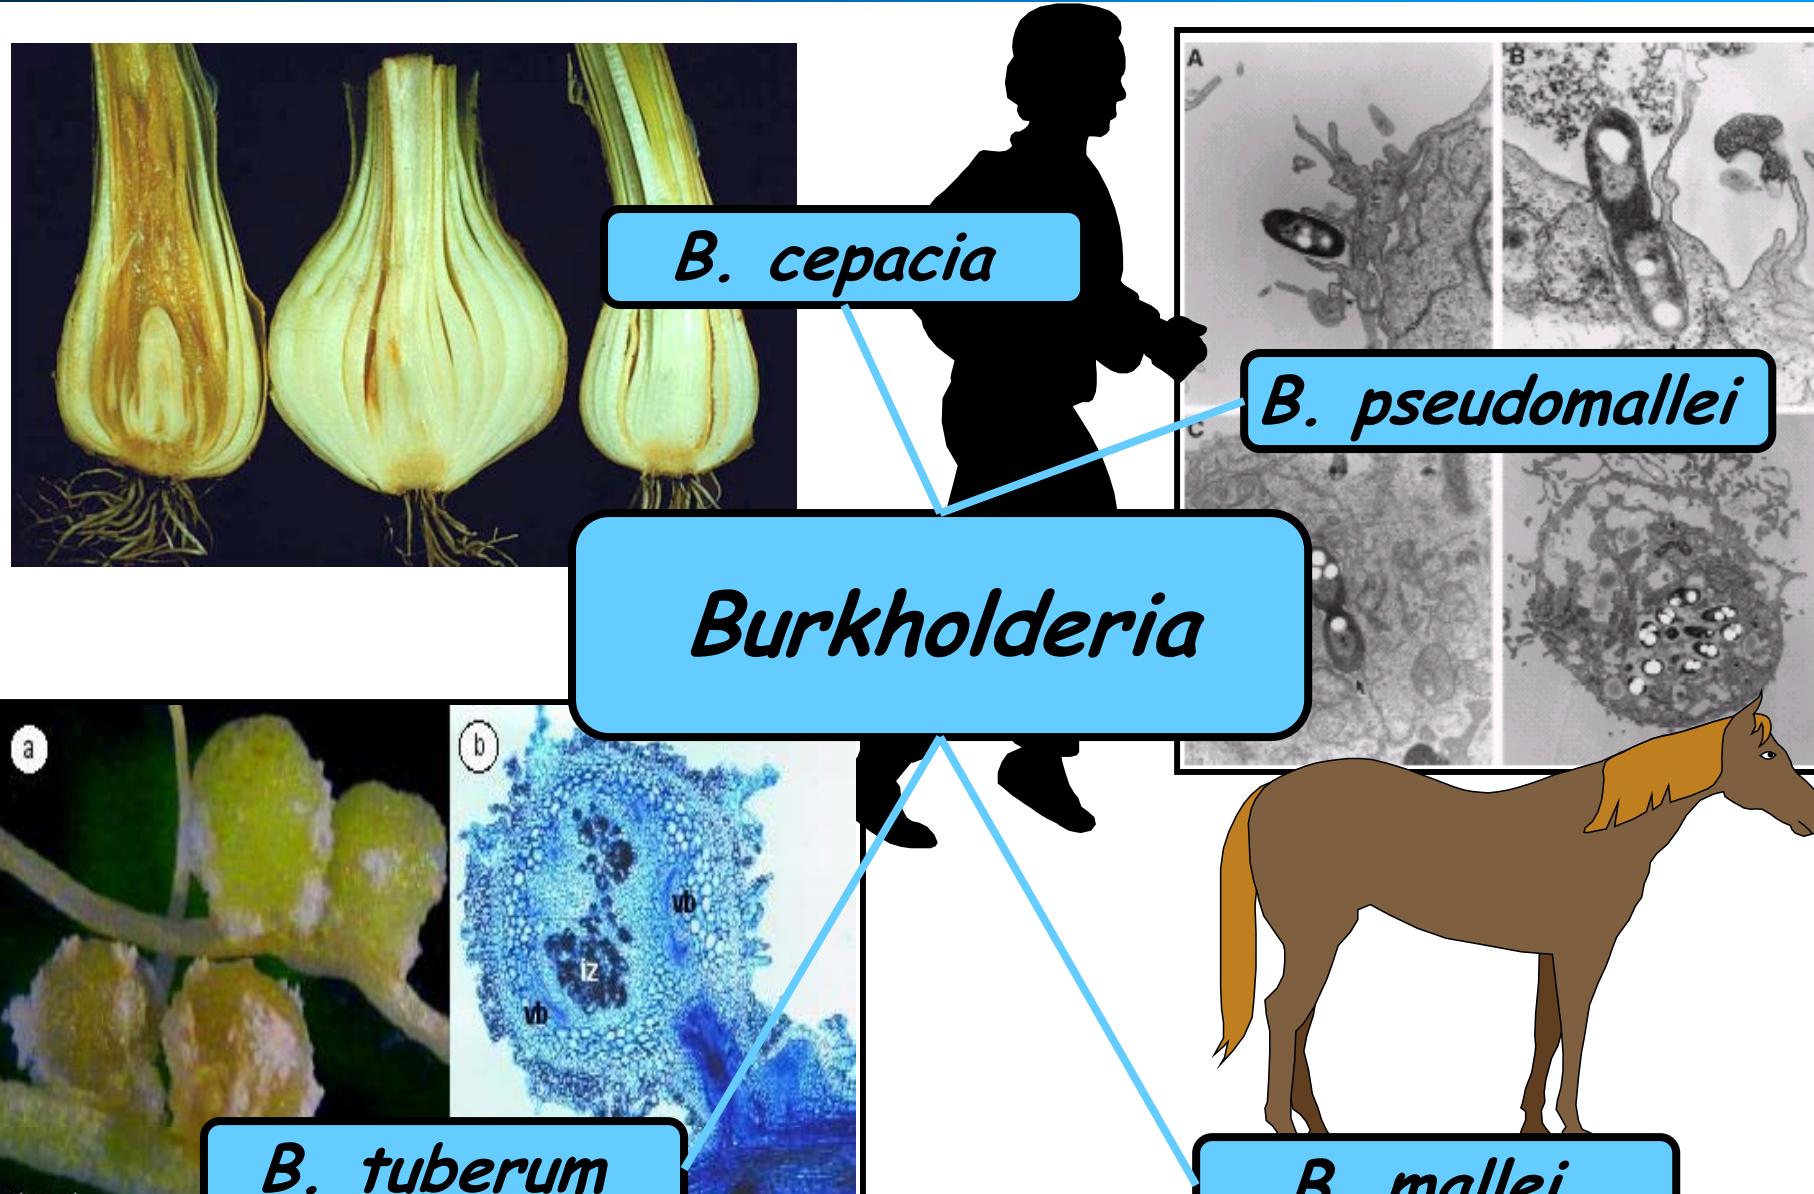 A
B
B. cepacia
B. pseudomallei
C
Burkholderia
a
b
vb
iz
vb
B. tuberum
B. mallei